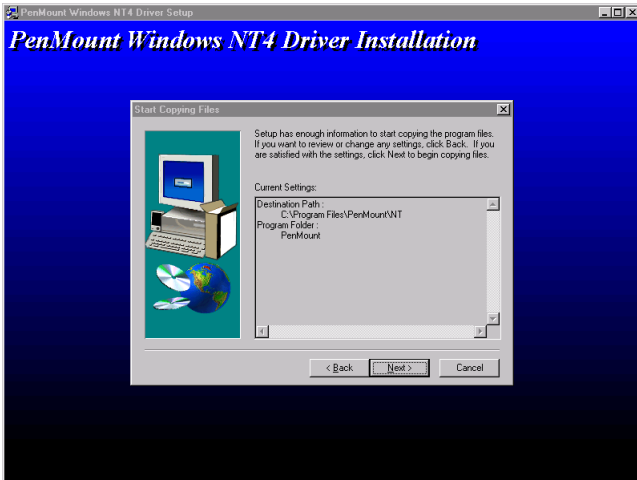 PenMount Windows NT4 Driver Setup
PenMount Windows NT4 Driver Installation
Start Copying Files
Setup has enough information to start copying the program files.
If you want to review or change any settings, click Back. If you
are satisfied with the settings, click Next to begin copying files.
Current Settings:
Destination Path :
C:\Program Files\PenMount\NT
Program Folder :
PenMount
< Back
Next >
Cancel